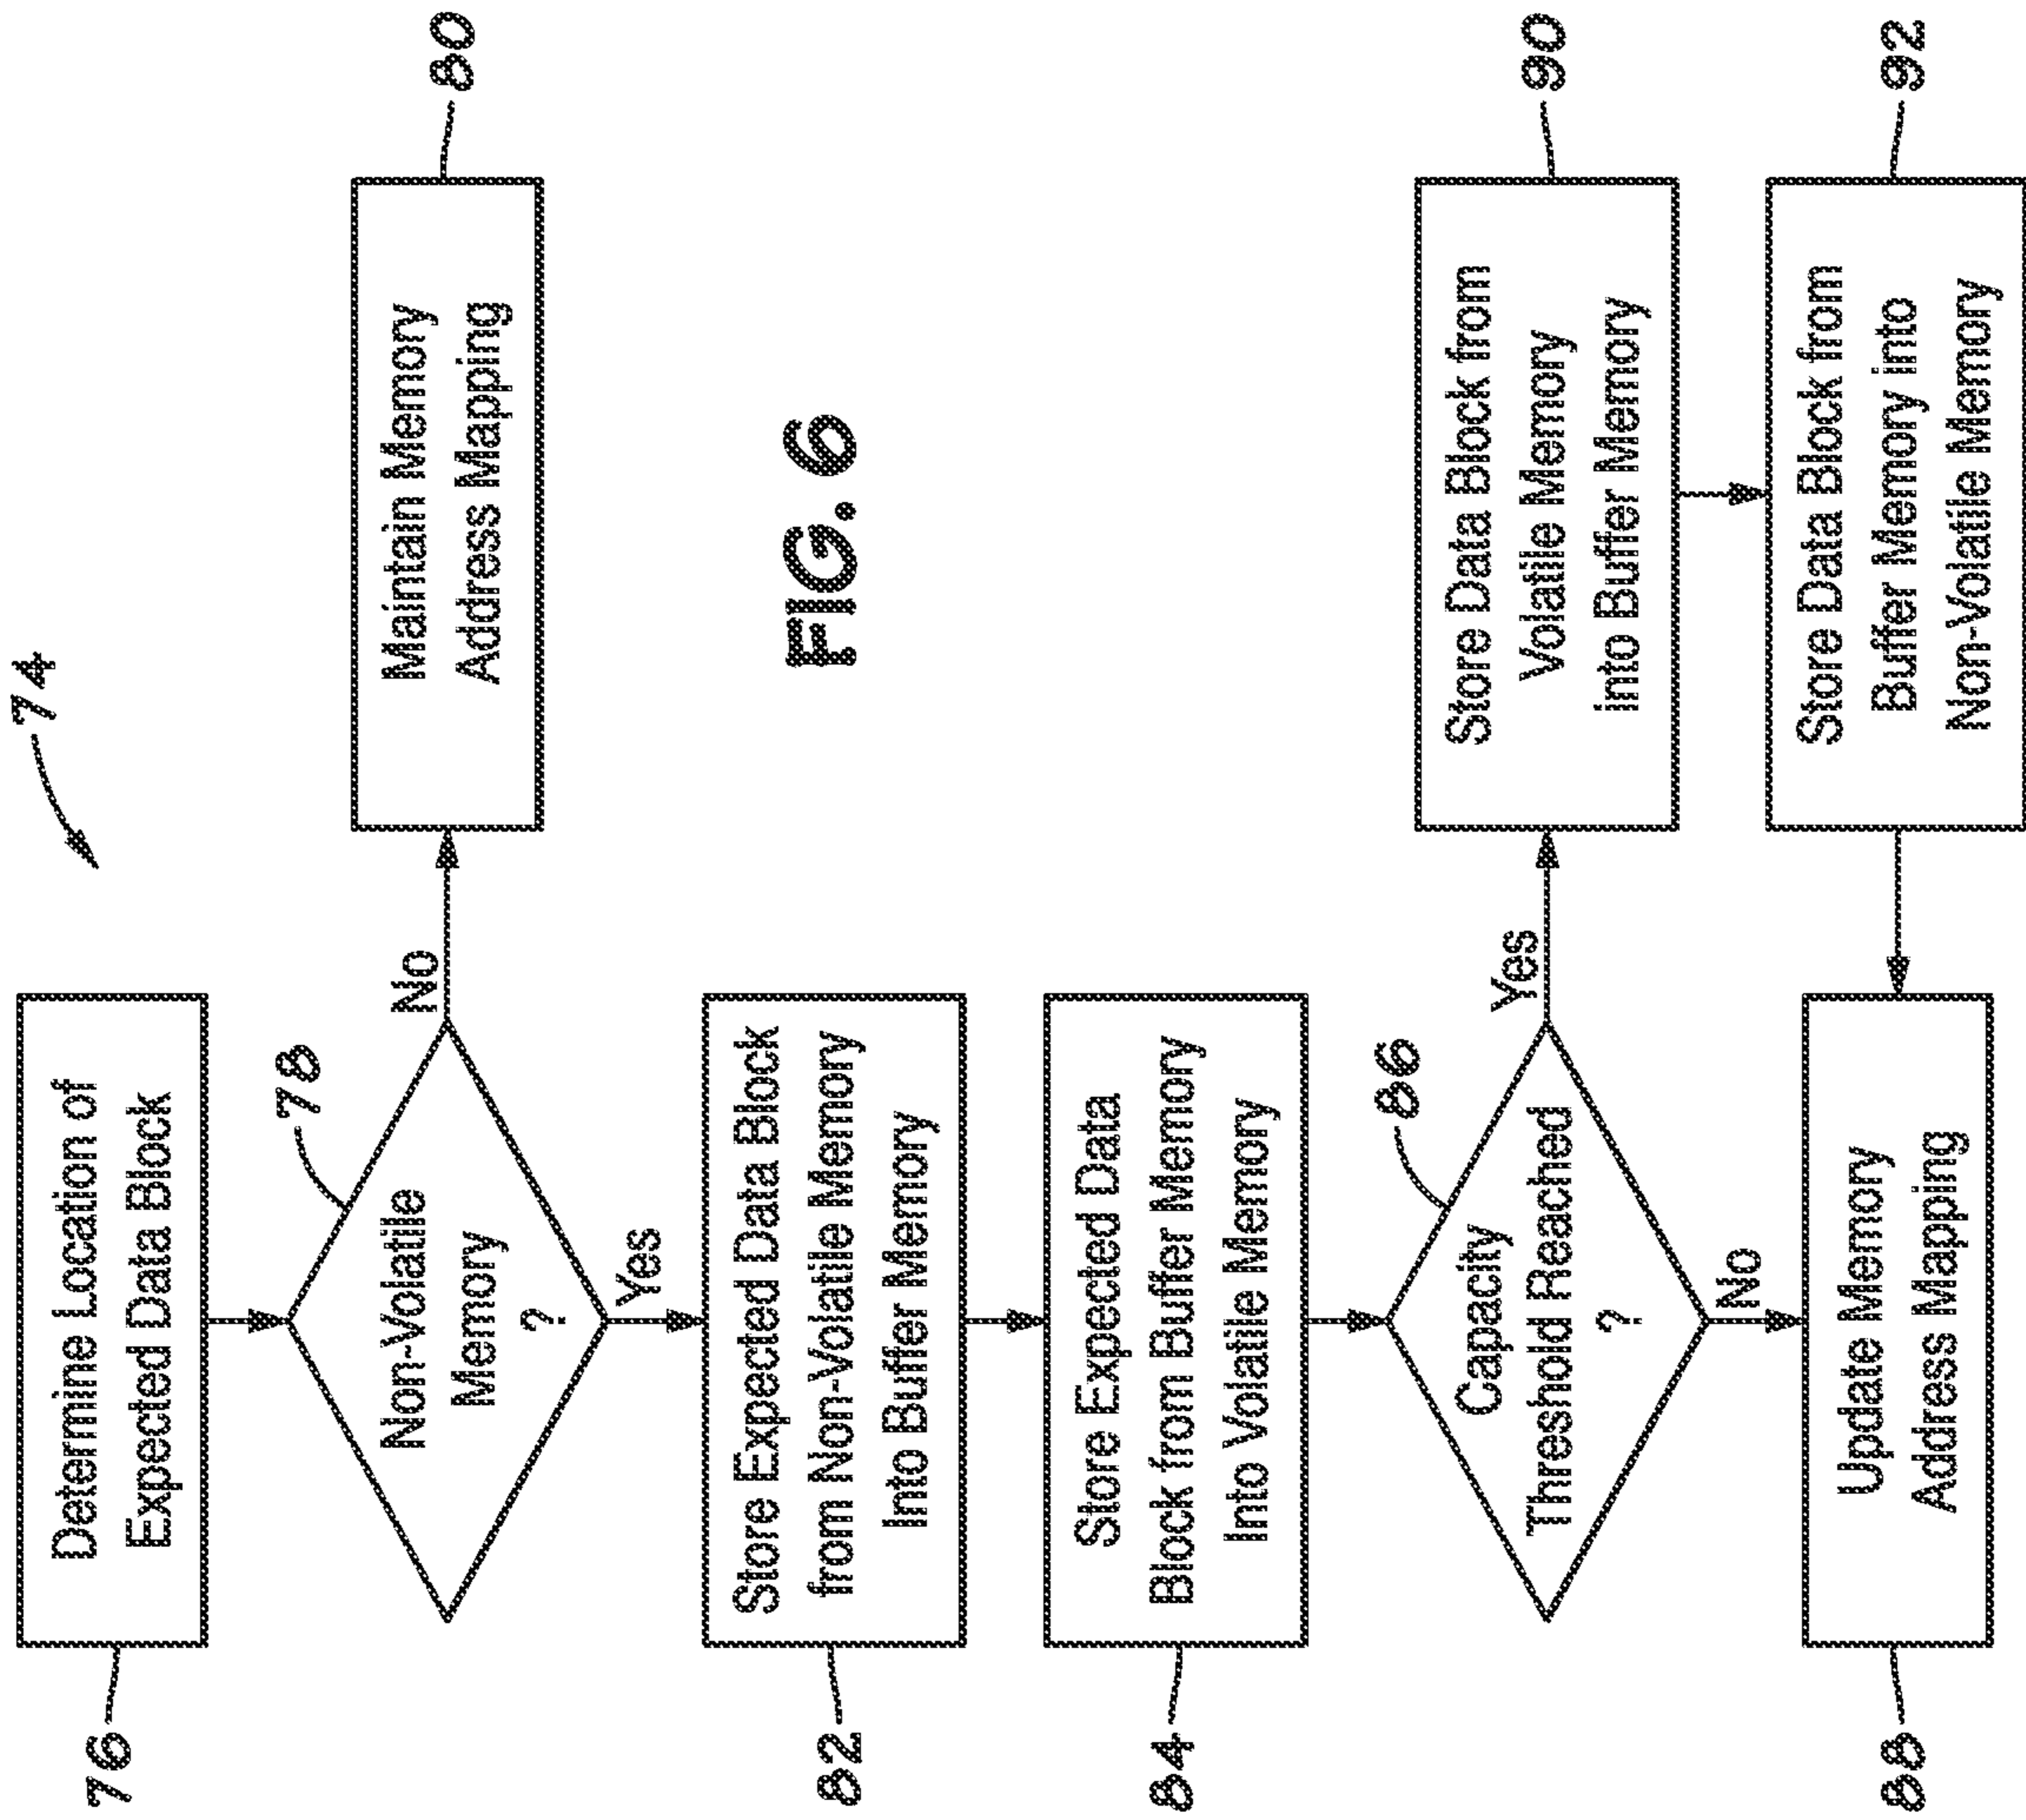 74
76
Determine Location of
Expected Data Block
78
Non-Volatile
Memory
?
No
Maintain Memory
Address Mapping
80
Yes
82
Store Expected Data Block
from Non-Volatile Memory
Into Buffer Memory
84
Store Expected Data
Block from Buffer Memory
Into Volatile Memory
86
Capacity
Threshold Reached
?
Yes
Store Data Block from
Volatile Memory
into Buffer Memory
90
Store Data Block from
Buffer Memory into
Non-Volatile Memory
92
No
88
Update Memory
Address Mapping
FIG. 6